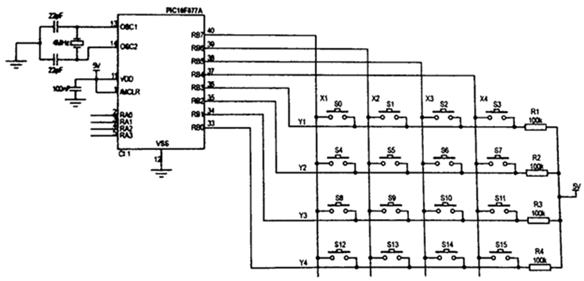 PIC16F877A
22pF
4MHz
22pF
13
OSC1
14
OSC2
5V
11
VDD
100nF
1
/MCLR
2
RA0
RA1
RA2
RA3
CI 1
VSS
12
RB7
40
RB6
39
RB5
38
RB4
37
RB3
36
RB2
35
RB1
34
RB0
33
X1
X2
X3
X4
S0
S1
S2
S3
R1
100k
Y1
S4
S5
S6
S7
R2
100k
Y2
5V
S8
S9
S10
S11
R3
100k
Y3
S12
S13
S14
S15
R4
100k
Y4